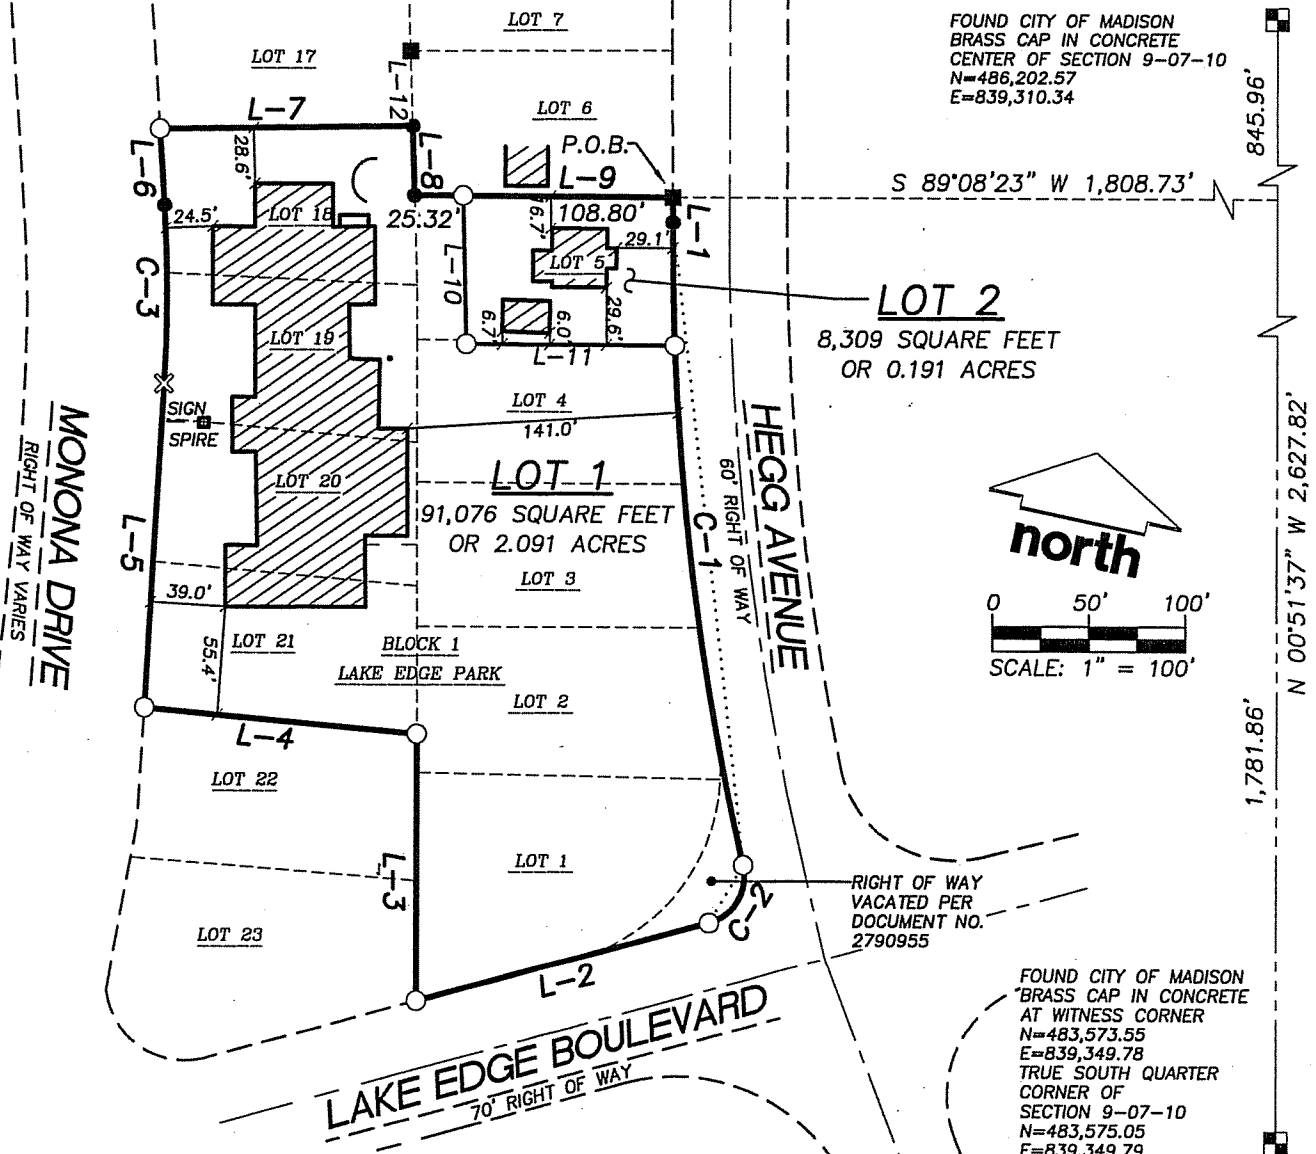 LOT 7
FOUND CITY OF MADISON
BRASS CAP IN CONCRETE
CENTER OF SECTION 9-07-10
N=486,202.57
E=839,310.34
845.96'
LOT 17
L-12
L-7
LOT 6
P.O.B.
L-6
28.6'
L-8
L-9
S 89°08'23" W 1,808.73'
24.5'
LOT 18
25.32'
6.7'
108.80'
L-1
29.1'
C-3
L-10
LOT 5
LOT 2
8,309 SQUARE FEET
OR 0.191 ACRES
6.7'
6.0'
29.6'
LOT 19
L-11
SIGN
SPIRE
LOT 4
141.0'
MONONA DRIVE
RIGHT OF WAY VARIES
HEGG AVENUE
60' RIGHT OF WAY
N 00°51'37" W 2,627.82'
LOT 20
LOT 1
91,076 SQUARE FEET
OR 2.091 ACRES
C-1
north
L-5
LOT 3
39.0'
0 50' 100'
SCALE: 1" = 100'
LOT 21
55.4'
BLOCK 1
LAKE EDGE PARK
LOT 2
L-4
1,781.86'
LOT 22
L-3
LOT 1
RIGHT OF WAY
VACATED PER
DOCUMENT NO.
2790955
C-2
LOT 23
L-2
LAKE EDGE BOULEVARD
70' RIGHT OF WAY
FOUND CITY OF MADISON
BRASS CAP IN CONCRETE
AT WITNESS CORNER
N=483,573.55
E=839,349.78
TRUE SOUTH QUARTER
CORNER OF
SECTION 9-07-10
N=483,575.05
E=839,349.79